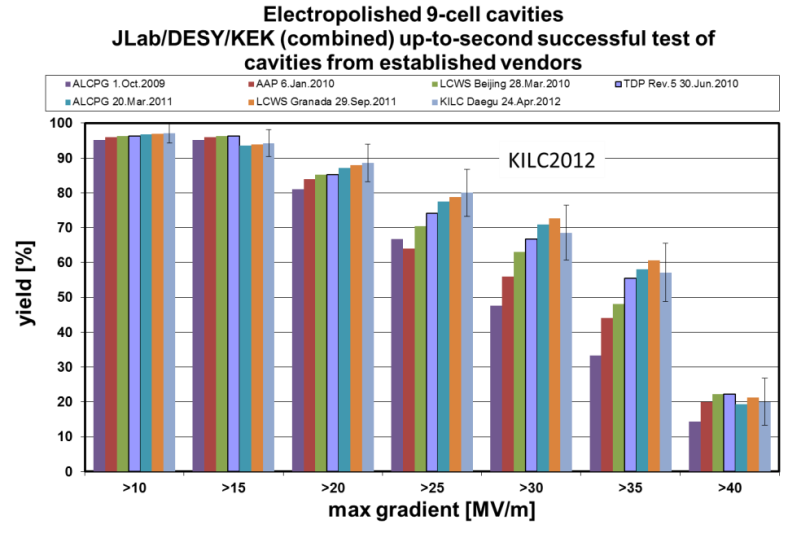 Electropolished 9-cell cavities
JLab/DESY/KEK (combined) up-to-second successful test of
cavities from established vendors
ALCPG 1.Oct.2009 AAP 6.Jan.2010 LCWS Beijing 28.Mar.2010 TDP Rev.5 30.Jun.2010
ALCPG 20.Mar.2011 LCWS Granada 29.Sep.2011 KILC Daegu 24.Apr.2012
KILC2012
yield [%]
100
90
80
70
60
50
40
30
20
10
0
>10 >15 >20 >25 >30 >35 >40
max gradient [MV/m]